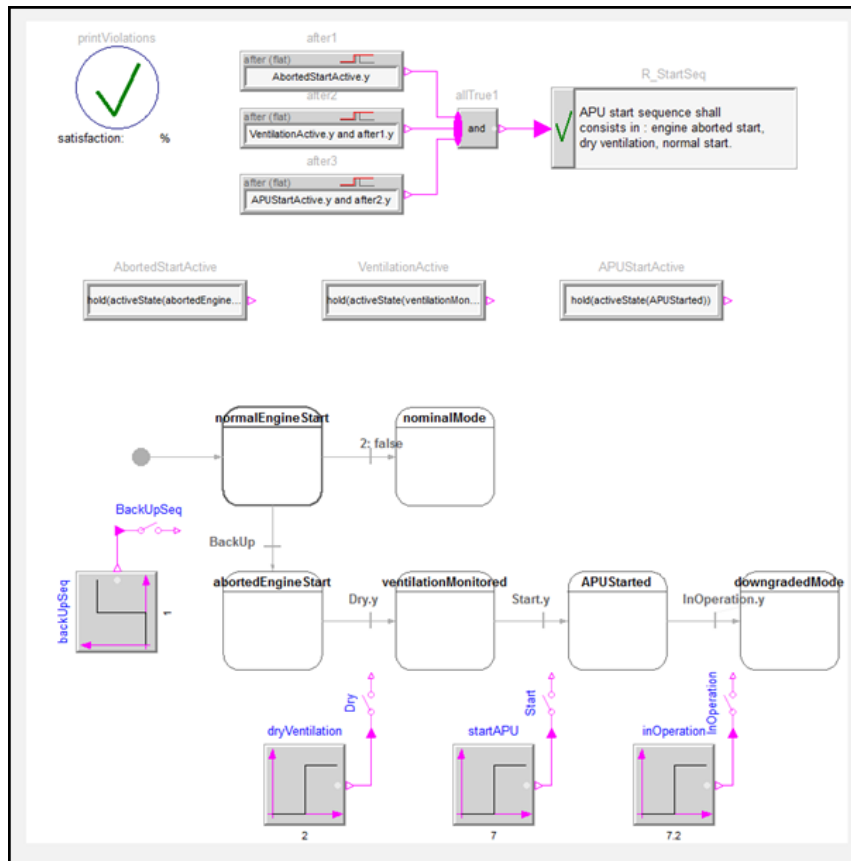 printViolations
satisfaction: %
after1
after (flat)
AbortedStartActive.y
after2
after (flat)
VentilationActive.y and after1.y
after3
after (flat)
APUStartActive.y and after2.y
allTrue1
and
R_StartSeq
APU start sequence shall
consists in : engine aborted start,
dry ventilation, normal start.
AbortedStartActive
hold(activeState(abortedEngine...
VentilationActive
hold(activeState(ventilationMon...
APUStartActive
hold(activeState(APUStarted))
normalEngineStart
2: false
nominalMode
BackUpSeq
backUpSeq
1
BackUp
abortedEngineStart
Dry.y
ventilationMonitored
Start.y
APUStarted
InOperation.y
downgradedMode
Dry
Start
InOperation
dryVentilation
2
startAPU
7
inOperation
7.2